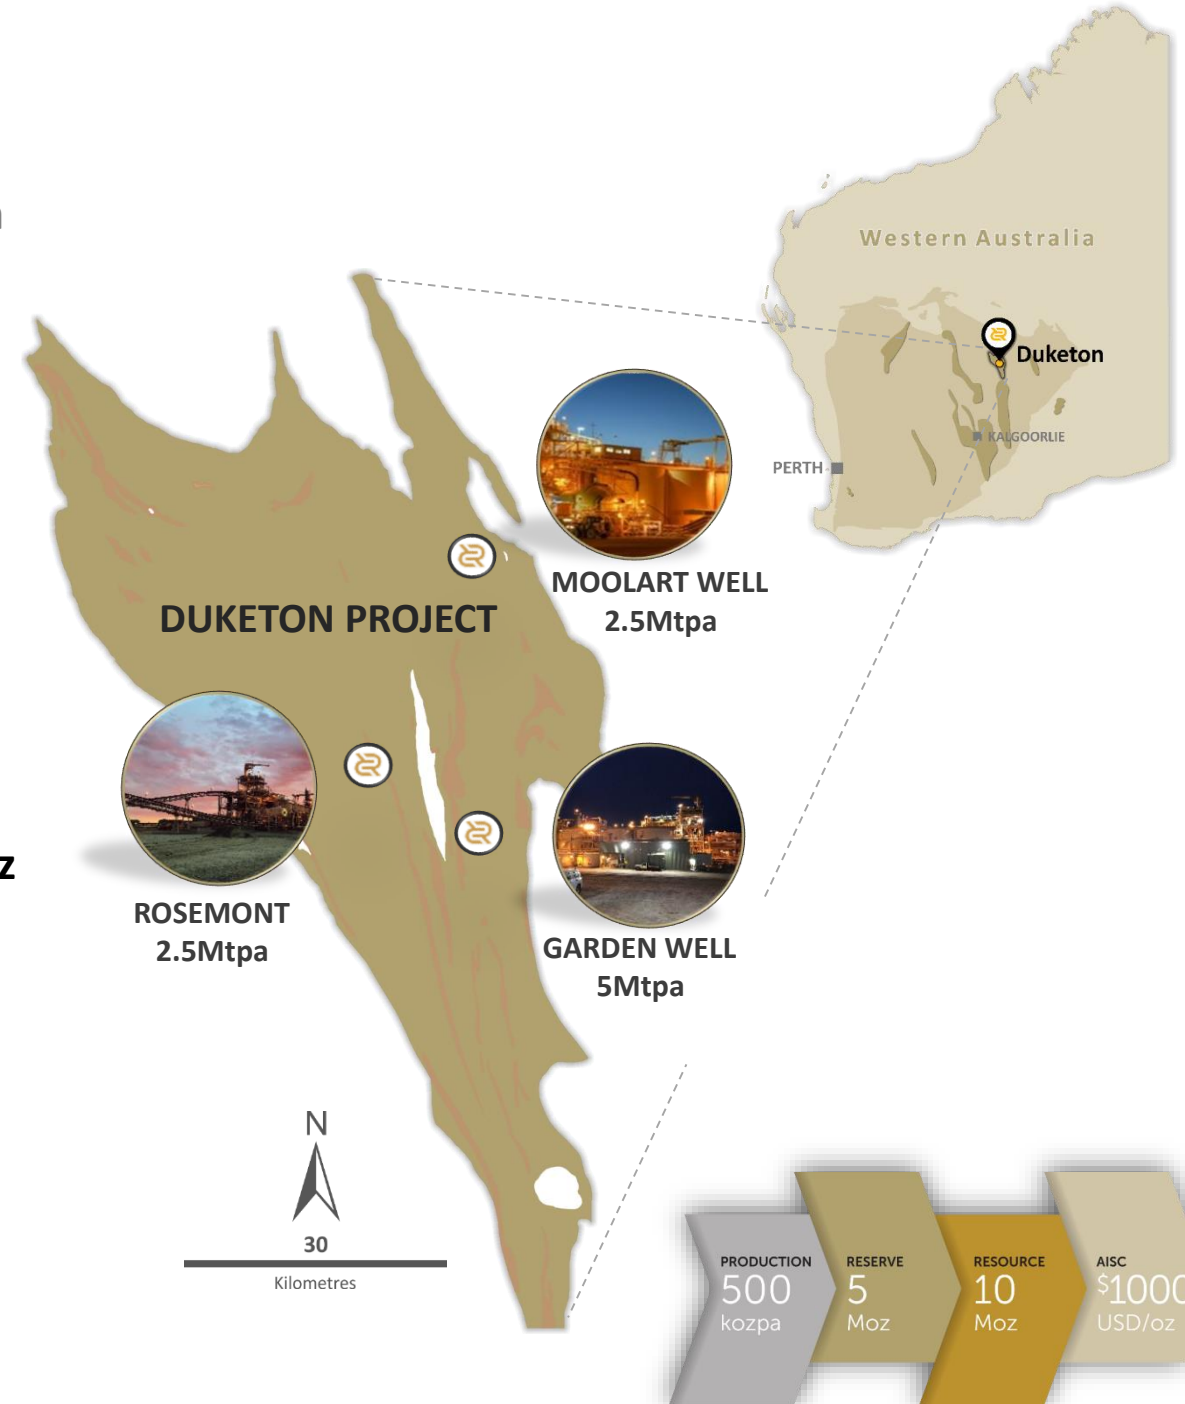 Western Australia
Duketon
KALGOORLIE
PERTH
MOOLART WELL
2.5Mtpa
DUKETON PROJECT
z
ROSEMONT
2.5Mtpa
GARDEN WELL
5Mtpa
N
30
Kilometres
PRODUCTION
500
kozpa
RESERVE
5
Moz
RESOURCE
10
Moz
AISC
$1000
USD/oz